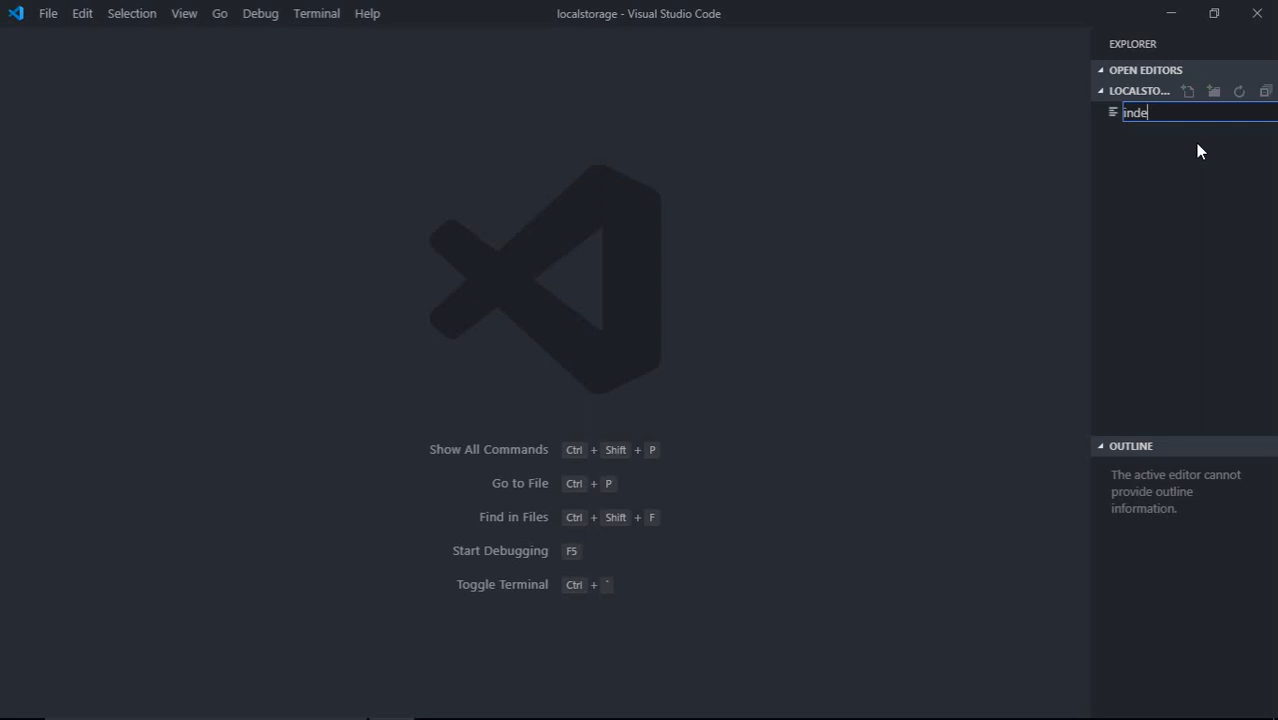 File Edit Selection View Go Debug Terminal Help
localstorage - Visual Studio Code
EXPLORER
OPEN EDITORS
LOCALSTO...
inde
Show All Commands Ctrl + Shift + P
Go to File Ctrl + P
Find in Files Ctrl + Shift + F
Start Debugging F5
Toggle Terminal Ctrl + `
OUTLINE
The active editor cannot
provide outline
information.